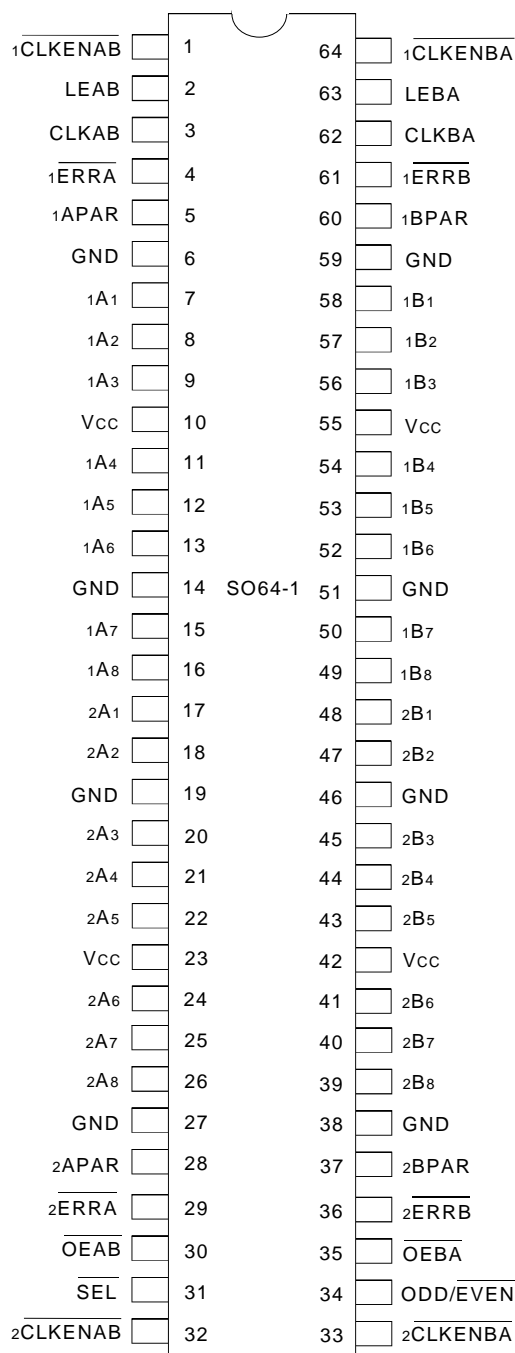 1CLKENAB 1 64 1CLKENBA
LEAB 2 63 LEBA
CLKAB 3 62 CLKBA
1ERRA 4 61 1ERRB
1APAR 5 60 1BPAR
GND 6 59 GND
1A1 7 58 1B1
1A2 8 57 1B2
1A3 9 56 1B3
VCC 10 55 VCC
1A4 11 54 1B4
1A5 12 53 1B5
1A6 13 52 1B6
GND 14 SO64-1 51 GND
1A7 15 50 1B7
1A8 16 49 1B8
2A1 17 48 2B1
2A2 18 47 2B2
GND 19 46 GND
2A3 20 45 2B3
2A4 21 44 2B4
2A5 22 43 2B5
VCC 23 42 VCC
2A6 24 41 2B6
2A7 25 40 2B7
2A8 26 39 2B8
GND 27 38 GND
2APAR 28 37 2BPAR
2ERRA 29 36 2ERRB
OEAB 30 35 OEBA
SEL 31 34 ODD/EVEN
2CLKENAB 32 33 2CLKENBA